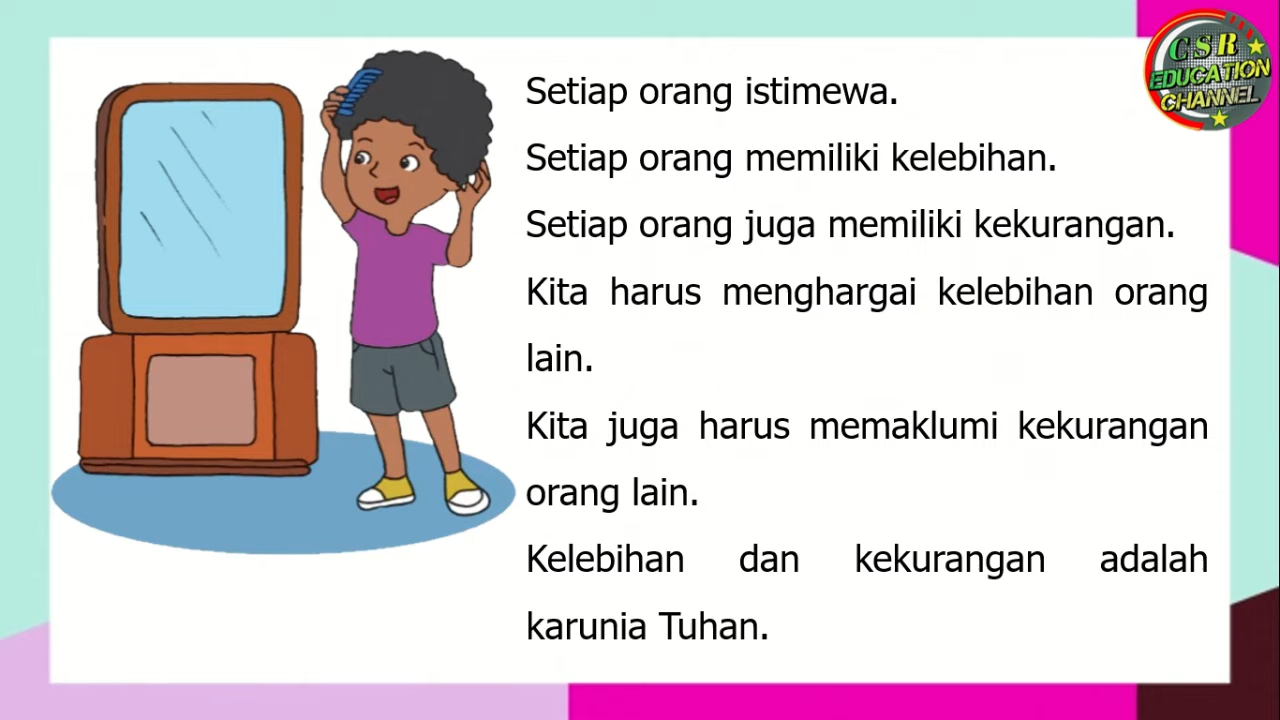 Setiap orang istimewa.
Setiap orang memiliki kelebihan.
Setiap orang juga memiliki kekurangan.
Kita harus menghargai kelebihan orang
lain.
Kita juga harus memaklumi kekurangan
orang lain.
Kelebihan dan kekurangan adalah
karunia Tuhan.
CSR
EDUCATION
CHANNEL